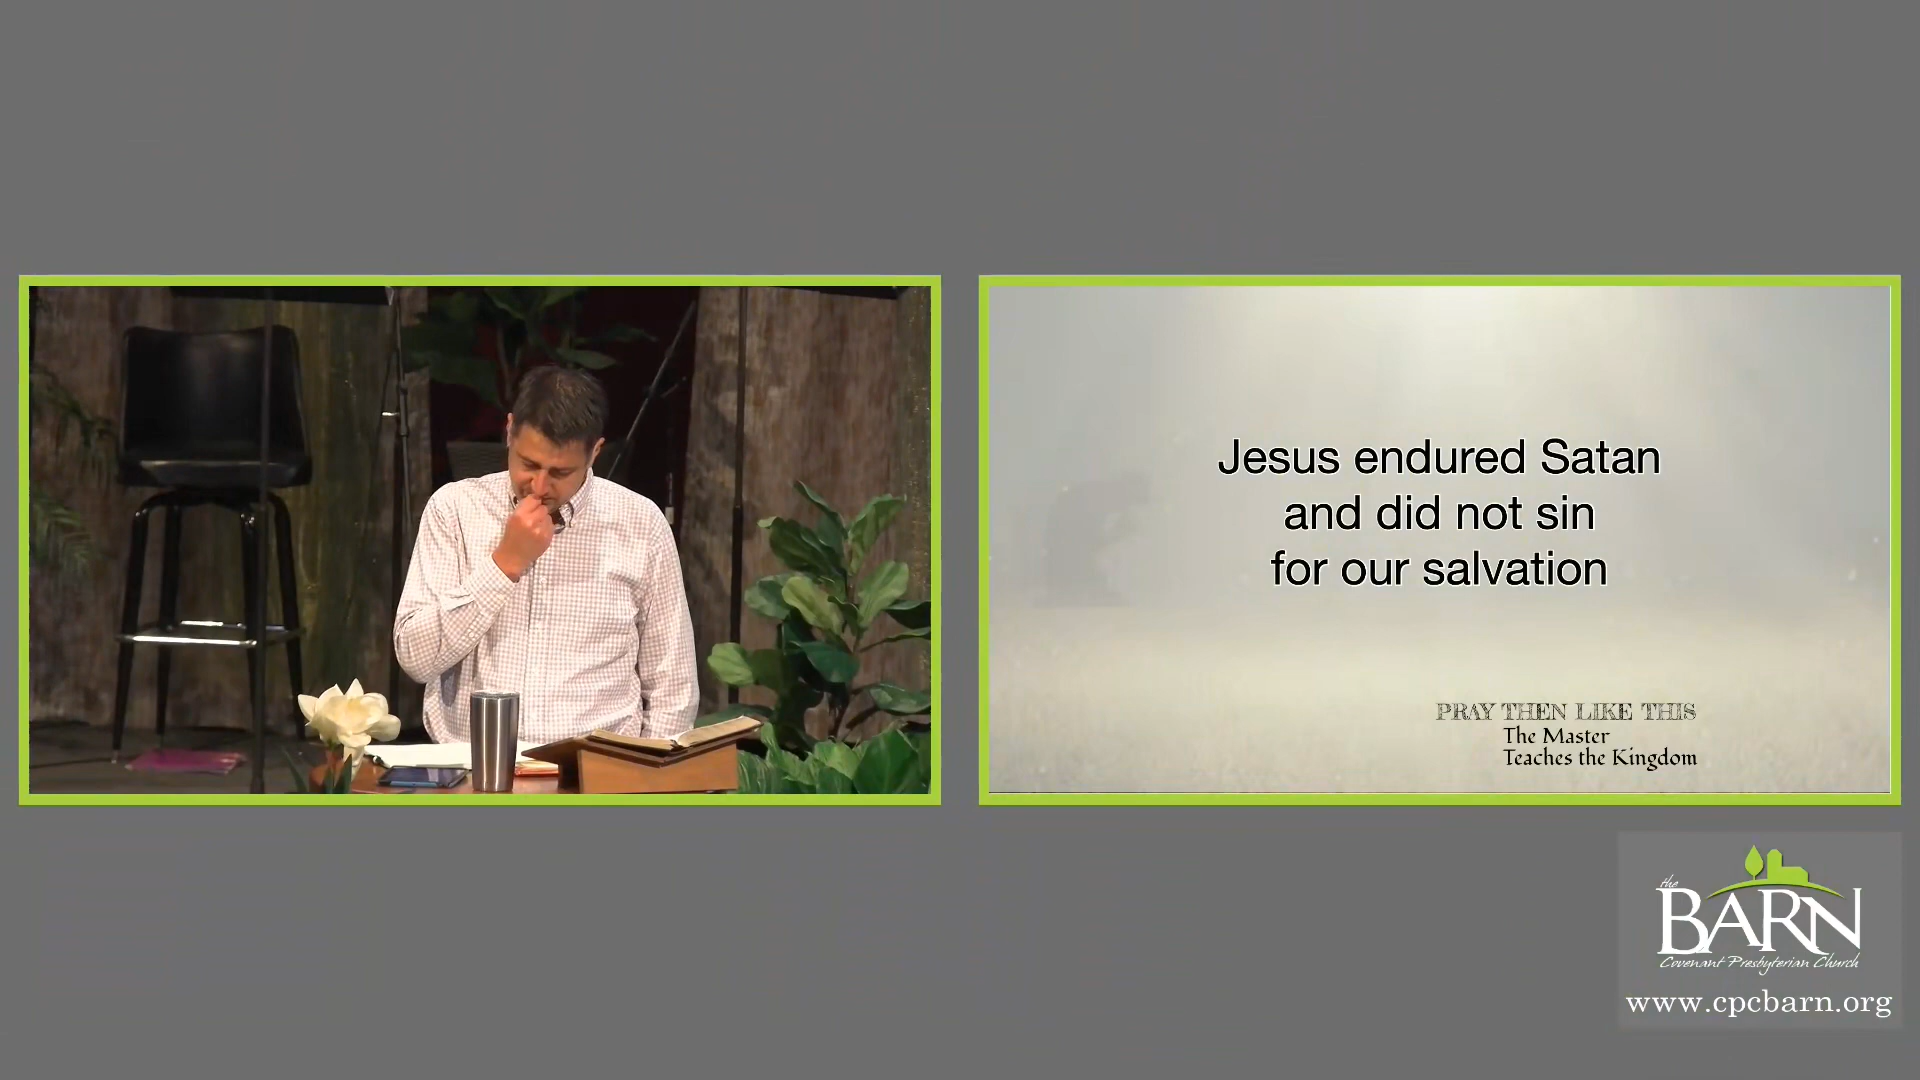 Jesus endured Satan
and did not sin
for our salvation
PRAY THEN LIKE THIS
The Master
Teaches the Kingdom
the
BARN
Covenant Presbyterian Church
www.cpcbarn.org